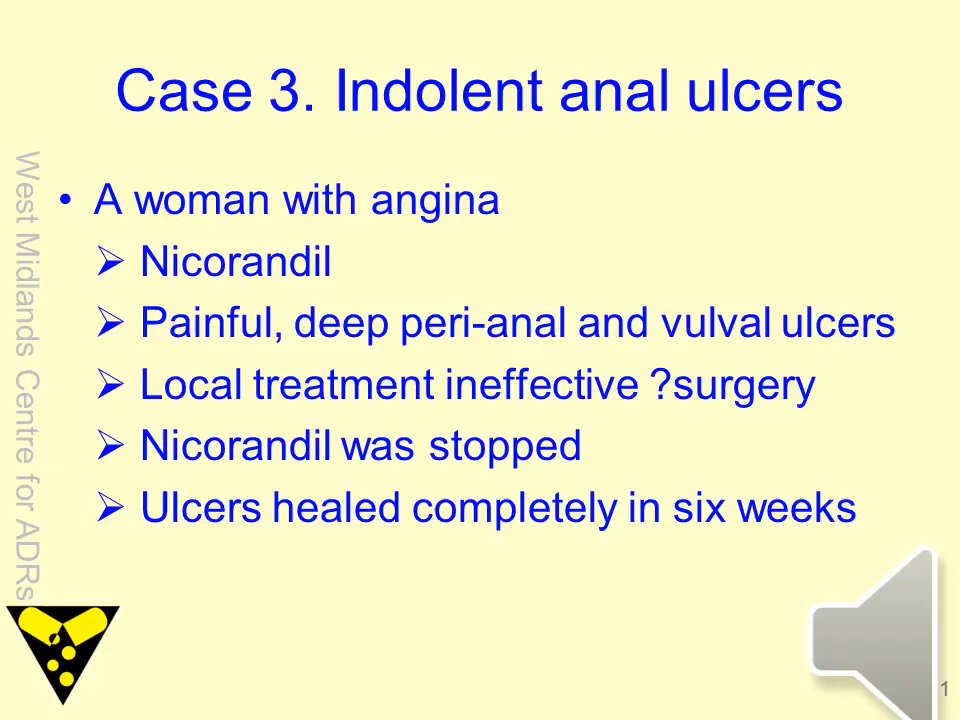 Case 3. Indolent anal ulcers
• A woman with angina
➢ Nicorandil
➢ Painful, deep peri-anal and vulval ulcers
➢ Local treatment ineffective ?surgery
➢ Nicorandil was stopped
➢ Ulcers healed completely in six weeks
West Midlands Centre for ADRs
1